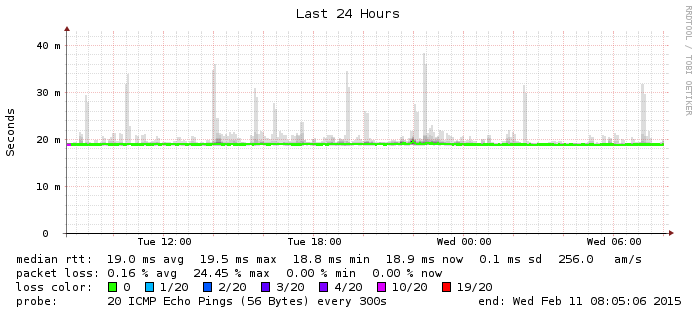 Last 24 Hours
RRDTOOL / TOBI OETIKER
Seconds
40 m
30 m
20 m
10 m
0
Tue 12:00 Tue 18:00 Wed 00:00 Wed 06:00
median rtt: 19.0 ms avg 19.5 ms max 18.8 ms min 18.9 ms now 0.1 ms sd 256.0 am/s
packet loss: 0.16 % avg 24.45 % max 0.00 % min 0.00 % now
loss color: 0 1/20 2/20 3/20 4/20 10/20 19/20
probe: 20 ICMP Echo Pings (56 Bytes) every 300s end: Wed Feb 11 08:05:06 2015